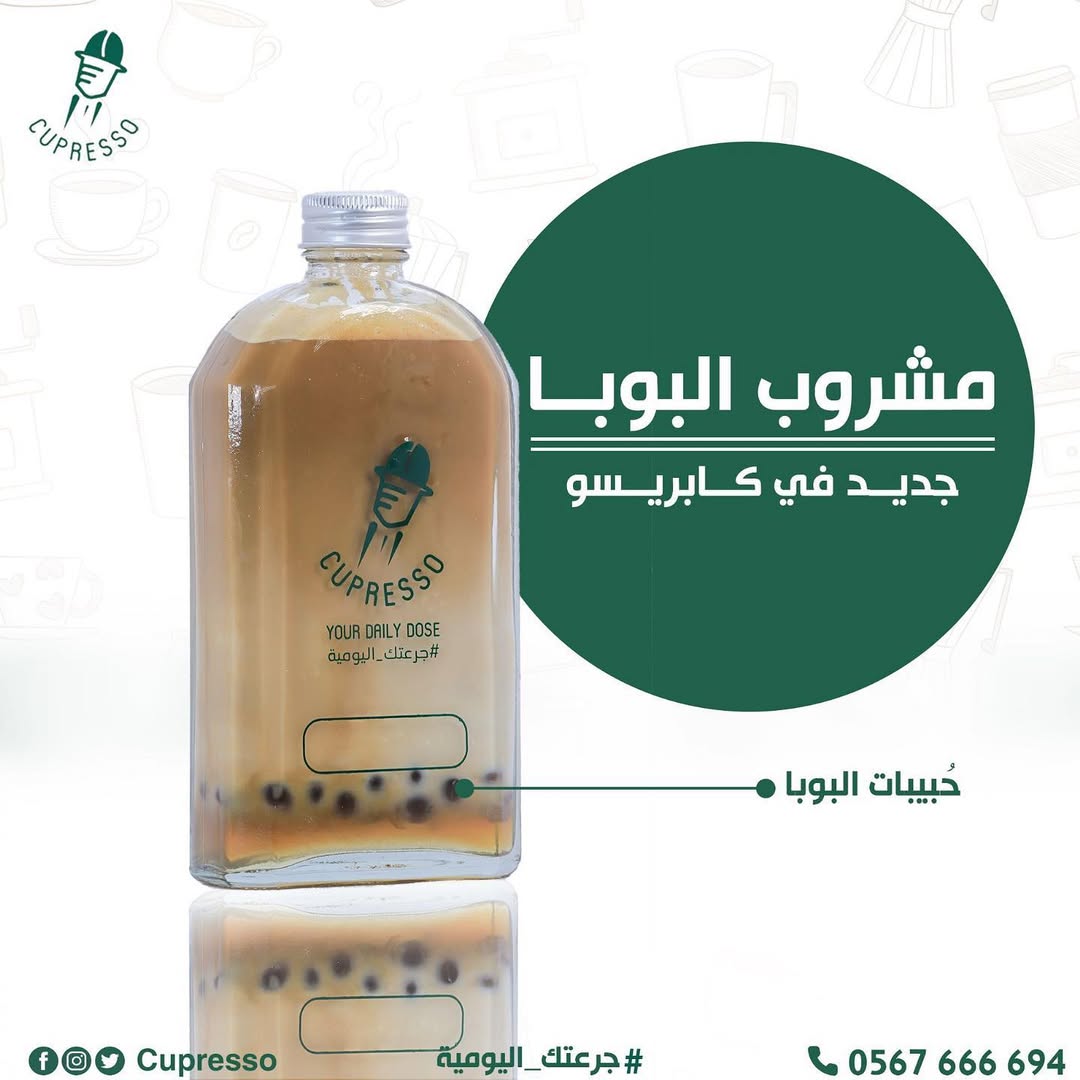 CUPRESSO
مشروب البوبا
جديد في كابريسو
CUPRESSO
YOUR DAILY DOSE
#جرعتك_اليومية
حُبيبات البوبا
Cupresso
#جرعتك_اليومية
0567 666 694